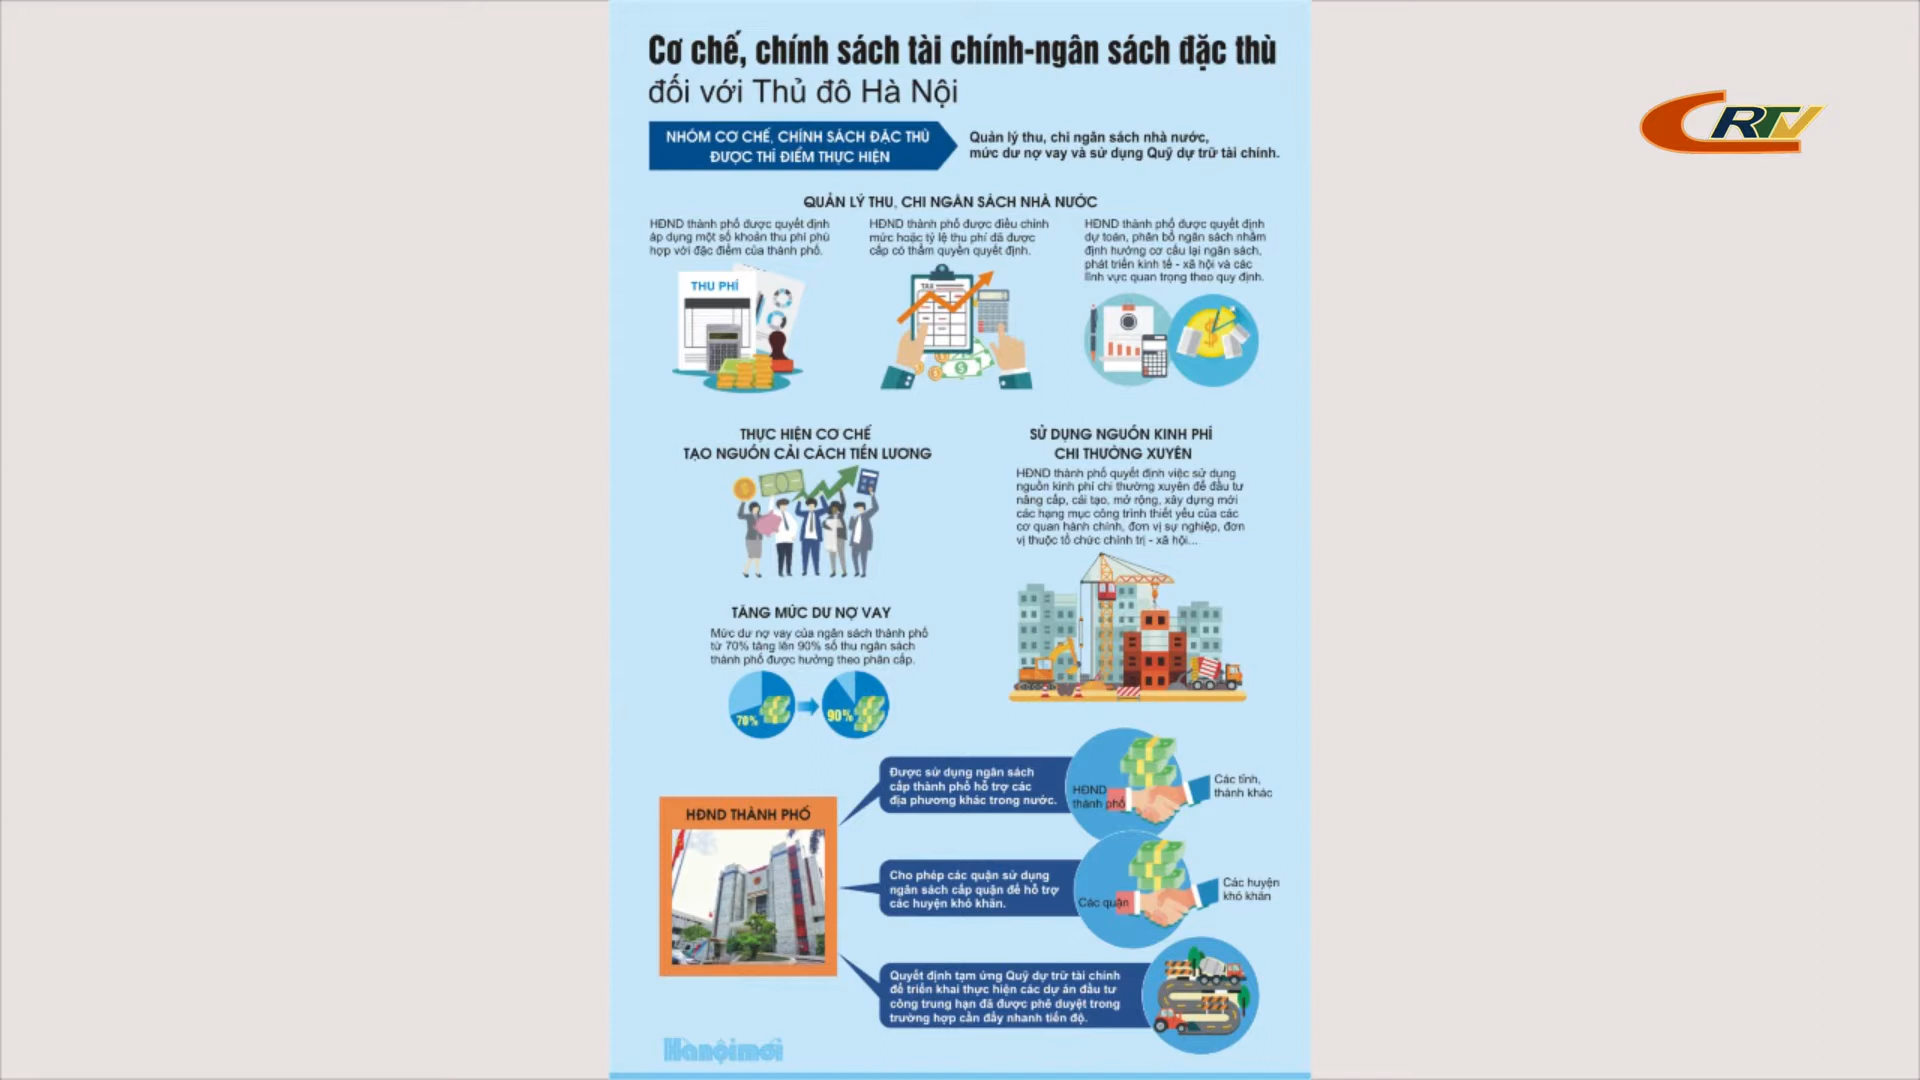 Cơ chế, chính sách tài chính-ngân sách đặc thù
đối với Thủ đô Hà Nội
NHÓM CƠ CHẾ, CHÍNH SÁCH ĐẶC THÙ
ĐƯỢC THÍ ĐIỂM THỰC HIỆN
Quản lý thu, chi ngân sách nhà nước,
mức dư nợ vay và sử dụng Quỹ dự trữ tài chính.
QUẢN LÝ THU, CHI NGÂN SÁCH NHÀ NƯỚC
HĐND thành phố được quyết định
áp dụng một số khoản thu phí phù
hợp với đặc điểm của thành phố.
THU PHÍ
HĐND thành phố được điều chỉnh
mức hoặc tỷ lệ thu phí đã được
cấp có thẩm quyền quyết định.
TAX
HĐND thành phố được quyết định
dự toán, phân bổ ngân sách nhằm
định hướng cơ cấu lại ngân sách,
phát triển kinh tế - xã hội và các
lĩnh vực quan trọng theo quy định.
THỰC HIỆN CƠ CHẾ
TẠO NGUỒN CẢI CÁCH TIỀN LƯƠNG
SỬ DỤNG NGUỒN KINH PHÍ
CHI THƯỜNG XUYÊN
HĐND thành phố quyết định việc sử dụng
nguồn kinh phí chi thường xuyên để đầu tư
nâng cấp, cải tạo, mở rộng, xây dựng mới
các hạng mục công trình thiết yếu của các
cơ quan hành chính, đơn vị sự nghiệp, đơn
vị thuộc tổ chức chính trị - xã hội...
TĂNG MỨC DƯ NỢ VAY
Mức dư nợ vay của ngân sách thành phố
từ 70% tăng lên 90% số thu ngân sách
thành phố được hưởng theo phân cấp.
70%
90%
HĐND THÀNH PHỐ
Được sử dụng ngân sách
cấp thành phố hỗ trợ các
địa phương khác trong nước.
HĐND
thành phố
Các tỉnh,
thành khác
Cho phép các quận sử dụng
ngân sách cấp quận để hỗ trợ
các huyện khó khăn.
Các quận
Các huyện
khó khăn
Quyết định tạm ứng Quỹ dự trữ tài chính
để triển khai thực hiện các dự án đầu tư
công trung hạn đã được phê duyệt trong
trường hợp cần đẩy nhanh tiến độ.
Hànộimới
CRTV